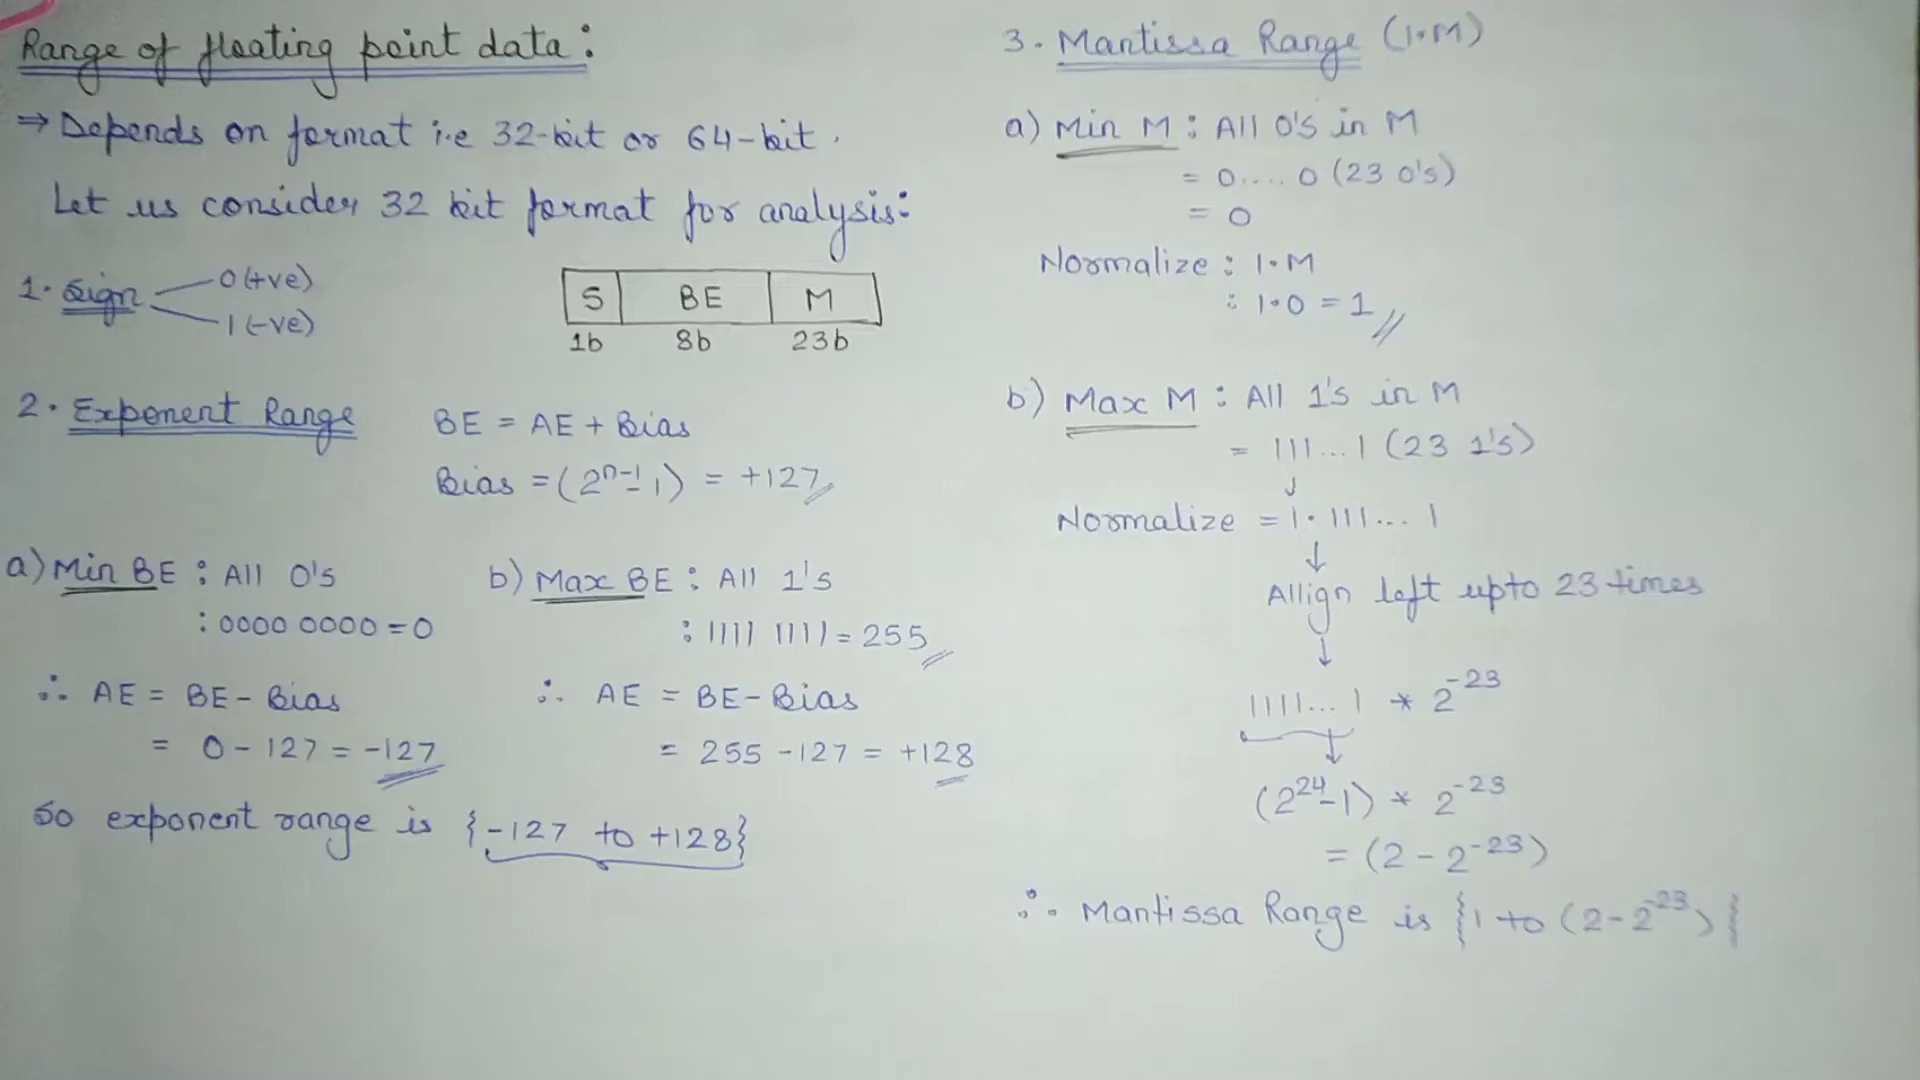 Range of floating point data:
⇒ Depends on format i.e 32-bit or 64-bit.
Let us consider 32 bit format for analysis:
1. Sign
0 (+ve)
1 (-ve)
S BE M
1b 8b 23b
2. Exponent Range
BE = AE + Bias
Bias = (2ⁿ⁻¹ - 1) = +127
a) Min BE : All 0's
: 0000 0000 = 0
∴ AE = BE - Bias
= 0 - 127 = -127
b) Max BE : All 1's
: 1111 1111 = 255
∴ AE = BE - Bias
= 255 - 127 = +128
So exponent range is {-127 to +128}
3. Mantissa Range (1.M)
a) Min M : All 0's in M
= 0.... 0 (23 0's)
= 0
Normalize : 1.M
: 1.0 = 1
b) Max M : All 1's in M
= 111...1 (23 1's)
Normalize = 1.111... 1
↓
Allign left upto 23 times
↓
1111... 1 * 2⁻²³
↓
(2²⁴-1) * 2⁻²³
= (2 - 2⁻²³)
∴ Mantissa Range is {1 to (2-2⁻²³)}